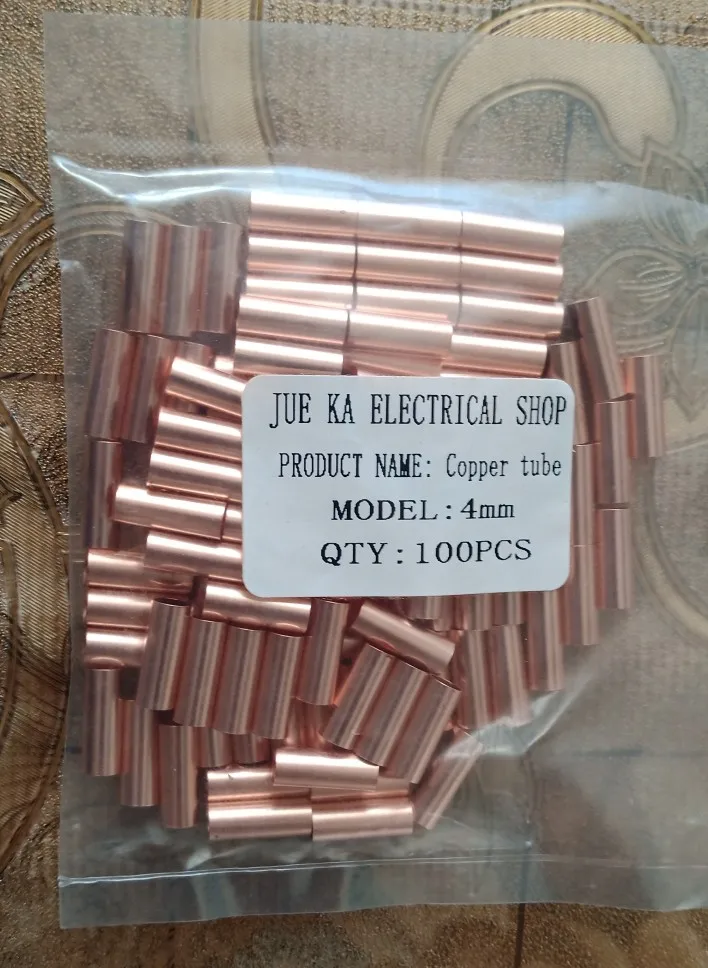 JUE KA ELECTRICAL SHOP
PRODUCT NAME: Copper tube
MODEL:4mm
QTY:100PCS